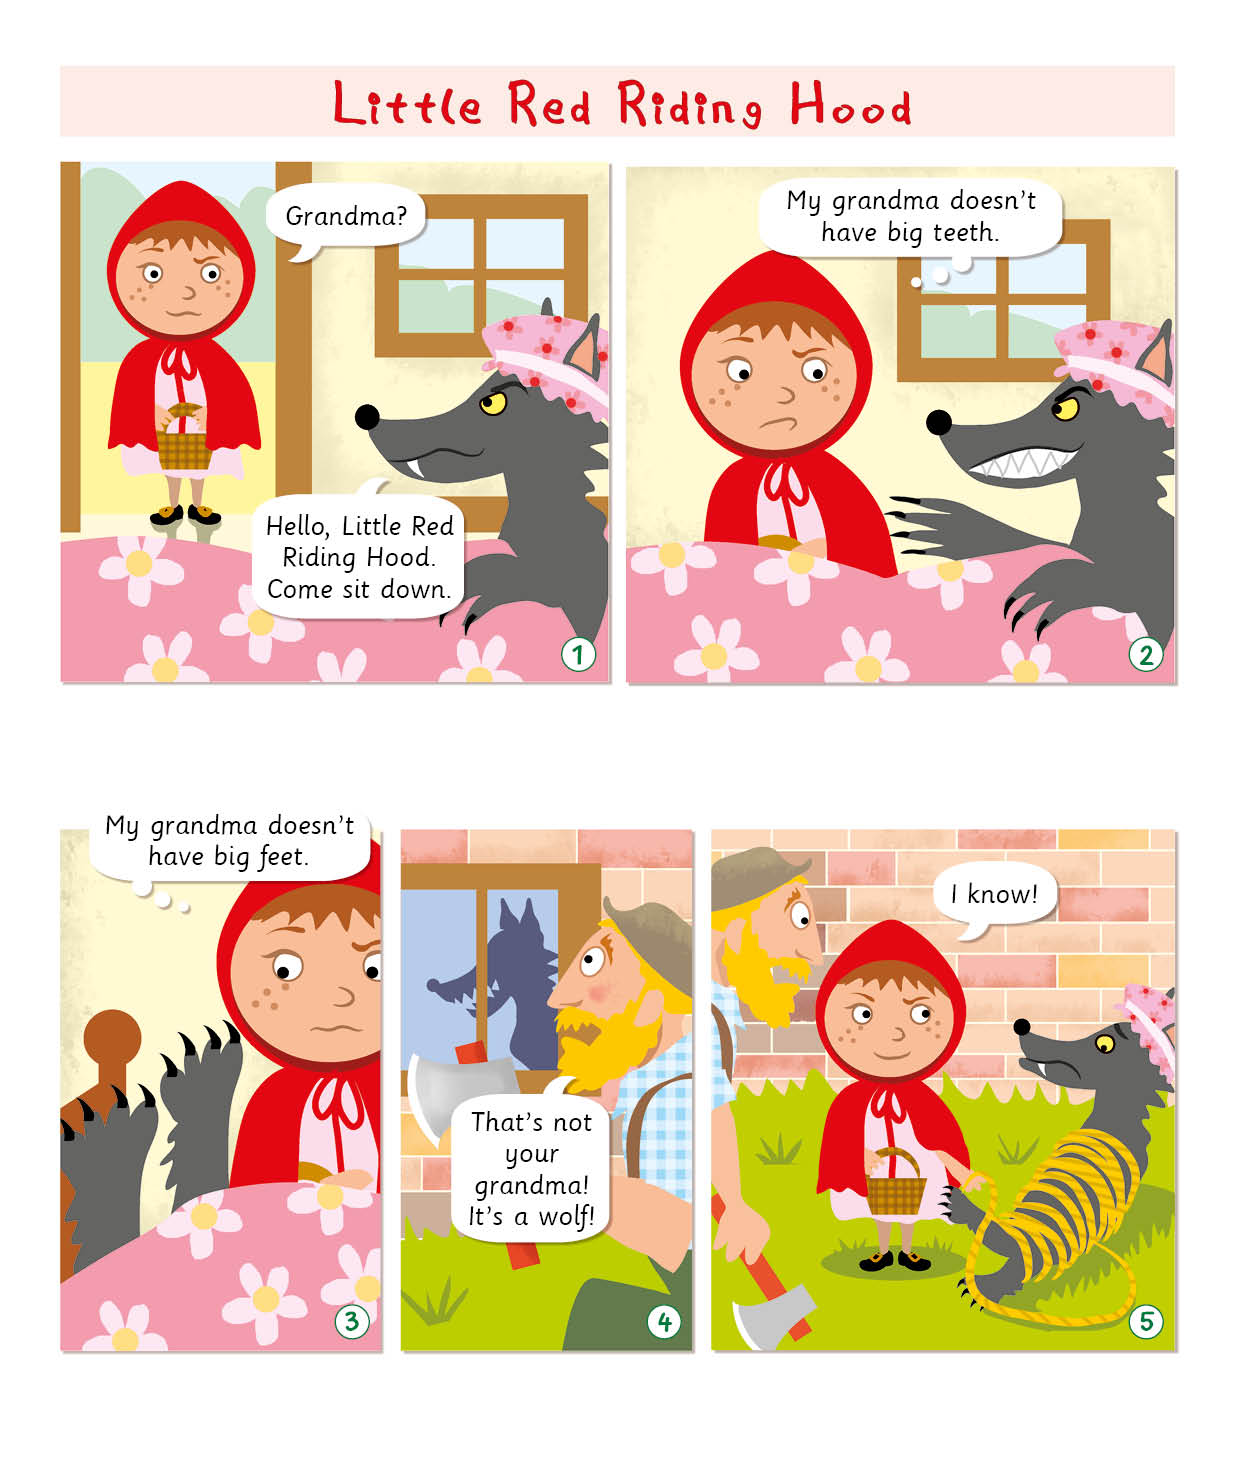 Little Red Riding Hood
Grandma?
Hello, Little Red
Riding Hood.
Come sit down.
1
My grandma doesn't
have big teeth.
2
My grandma doesn't
have big feet.
3
That's not
your
grandma!
It's a wolf!
4
I know!
5